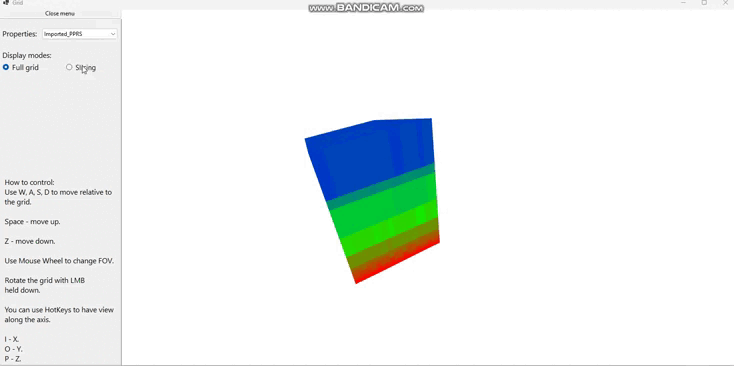 Grid
www.BANDICAM.com
Close menu
Properties: Imported_PPRS
Display modes:
Full grid Slicing
How to control:
Use W, A, S, D to move relative to
the grid.
Space - move up.
Z - move down.
Use Mouse Wheel to change FOV.
Rotate the grid with LMB
held down.
You can use HotKeys to have view
along the axis.
I - X.
O - Y.
P - Z.